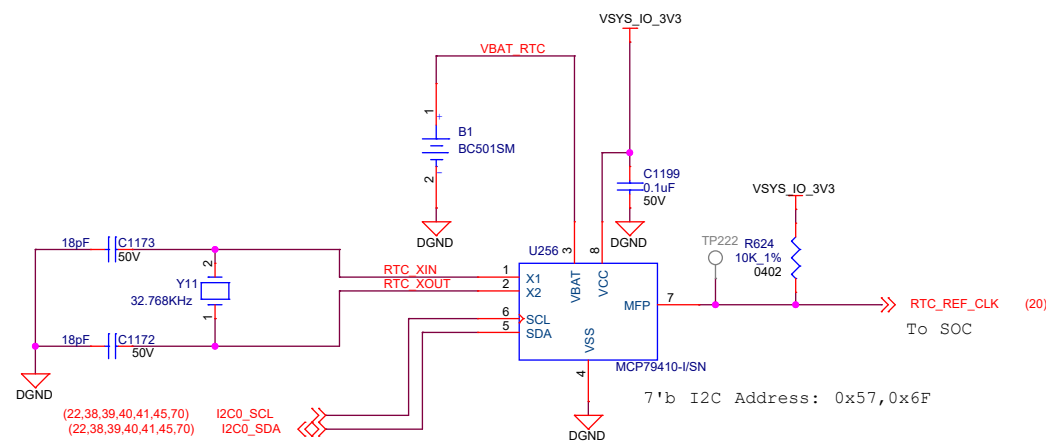 VSYS_IO_3V3
VBAT_RTC
1
+
B1
BC501SM
-
2
C1199
0.1uF
50V
VSYS_IO_3V3
DGND
DGND
TP222
R624
10K_1%
0402
18pF
C1173
50V
U256
3
8
2
Y11
32.768KHz
1
RTC_XIN
RTC_XOUT
1
2
X1
X2
VBAT
VCC
MFP
7
RTC_REF_CLK (20)
To SOC
6
5
SCL
SDA
VSS
18pF
C1172
50V
4
MCP79410-I/SN
DGND
7'b I2C Address: 0x57,0x6F
(22,38,39,40,41,45,70) I2C0_SCL
(22,38,39,40,41,45,70) I2C0_SDA
DGND